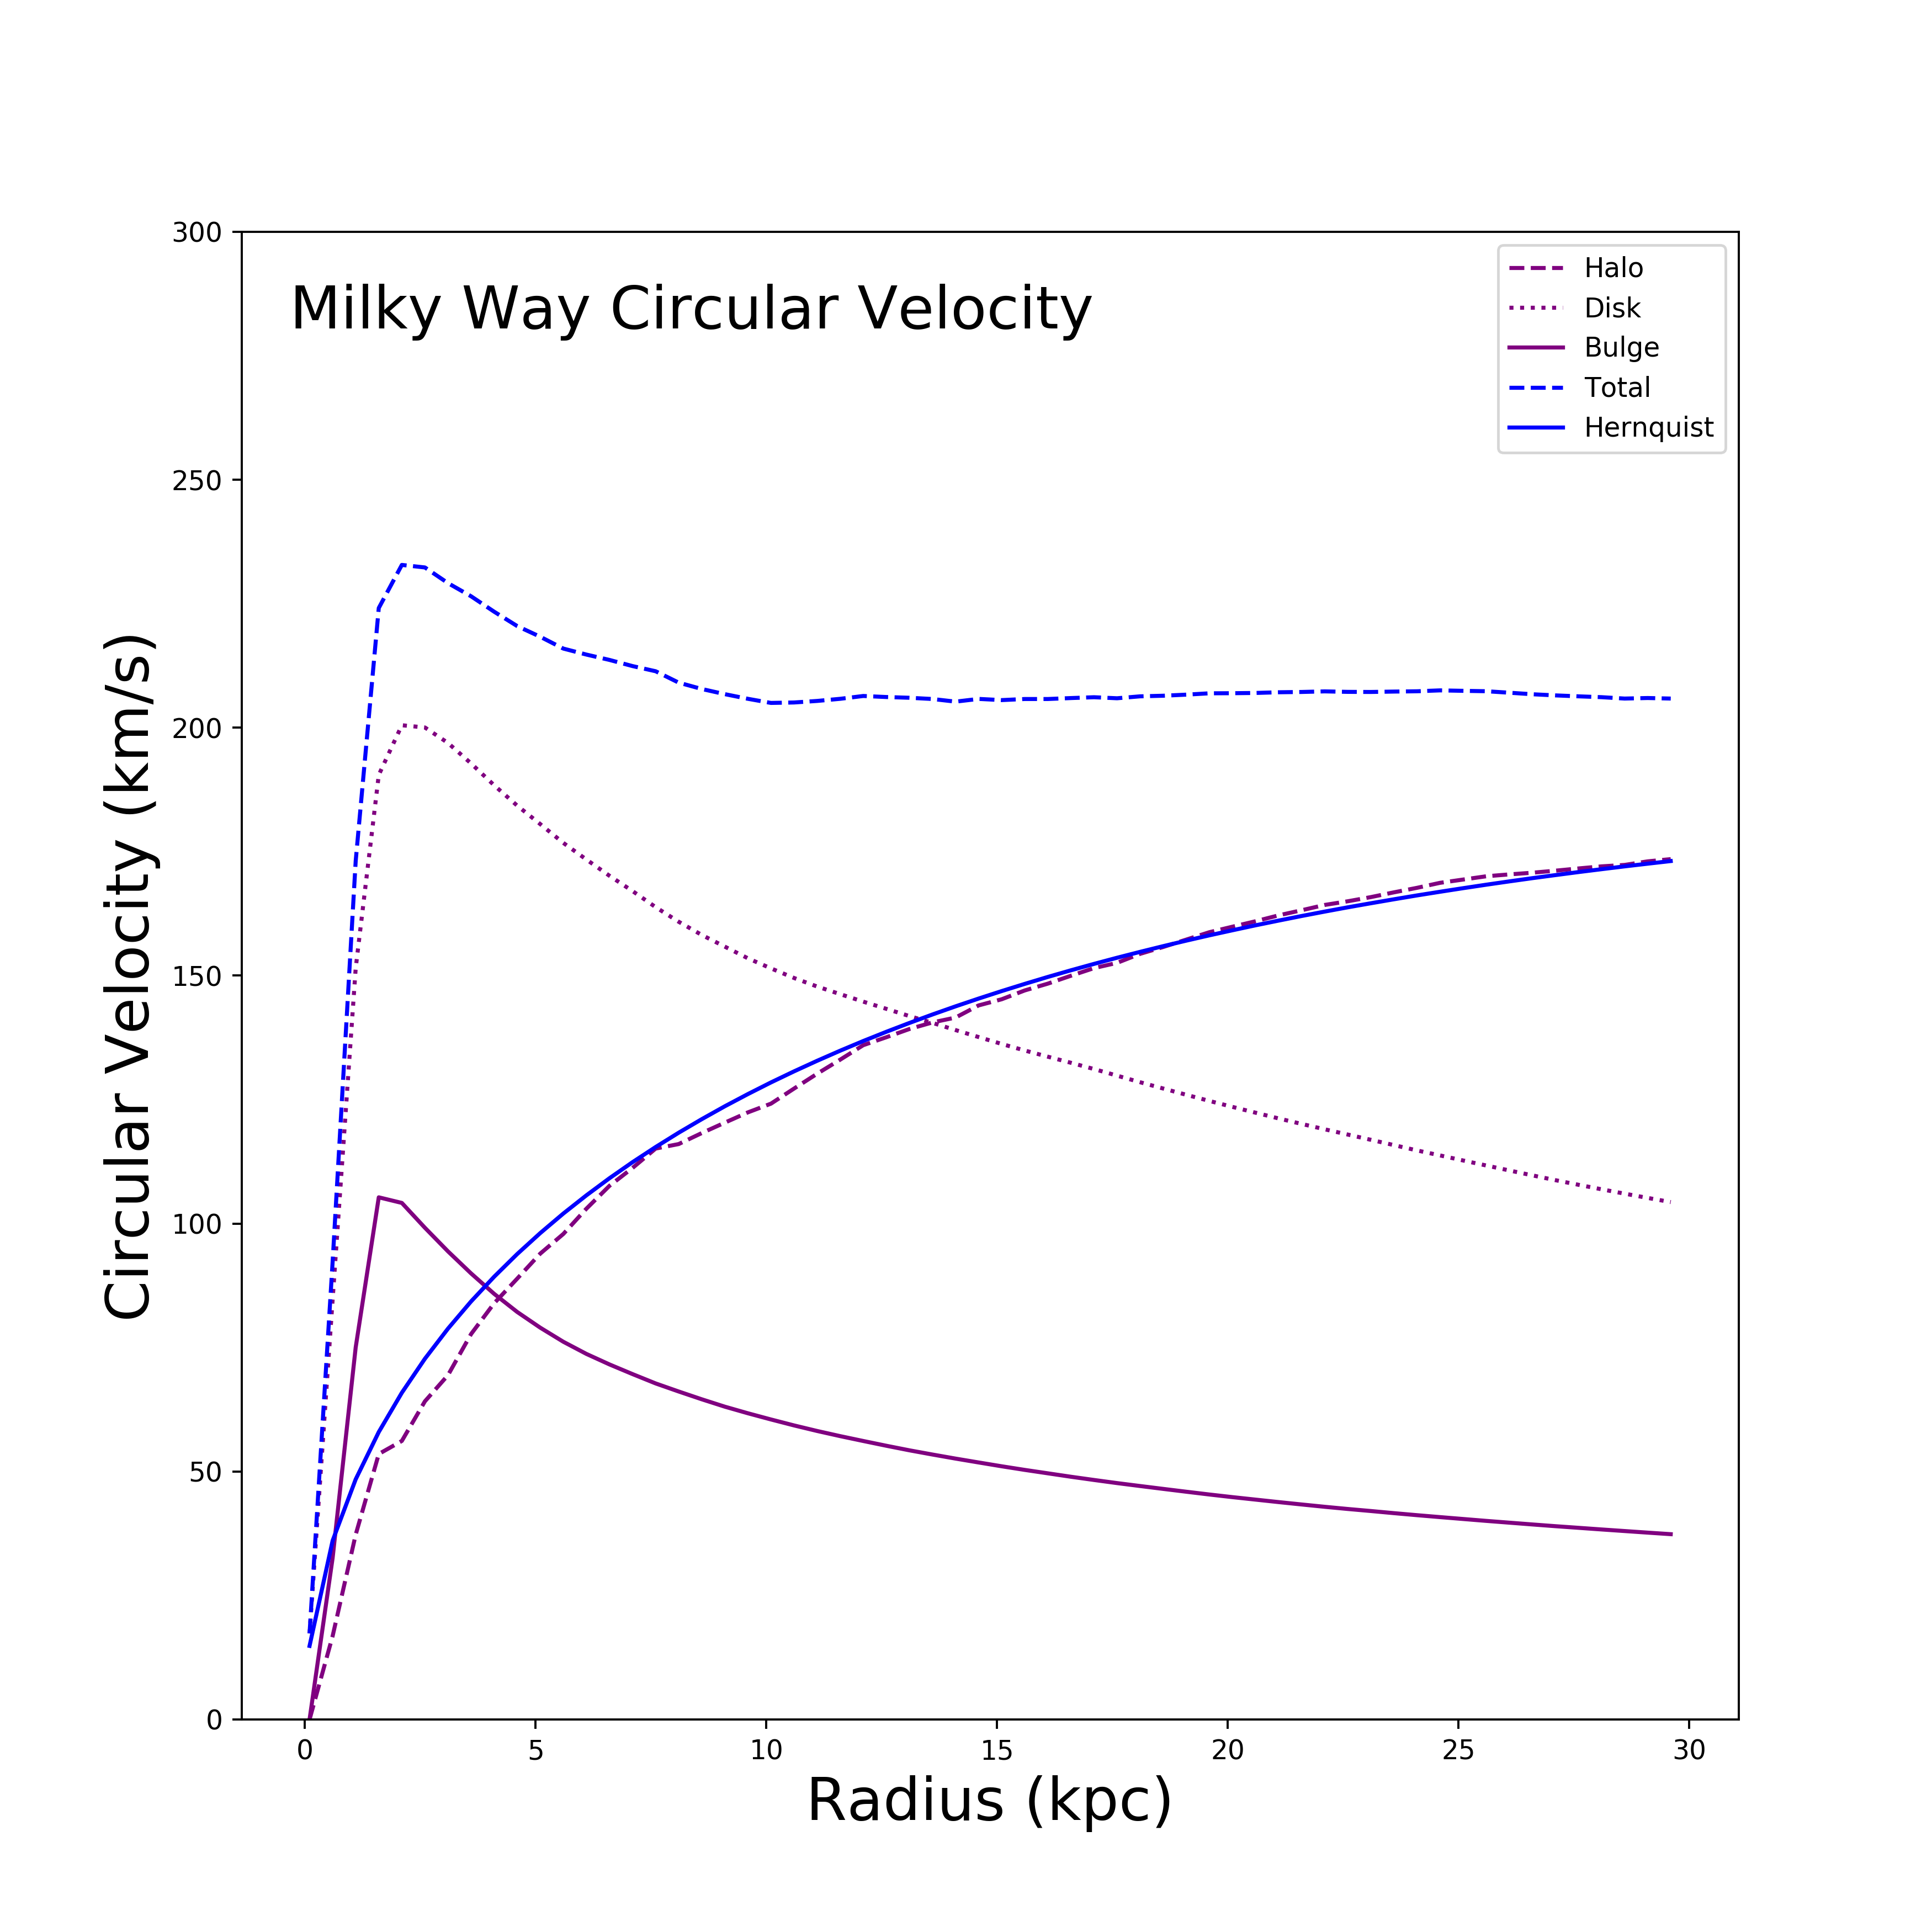 Milky Way Circular Velocity
Halo
Disk
Bulge
Total
Hernquist
Circular Velocity (km/s)
300
250
200
150
100
50
0
0 5 10 15 20 25 30
Radius (kpc)